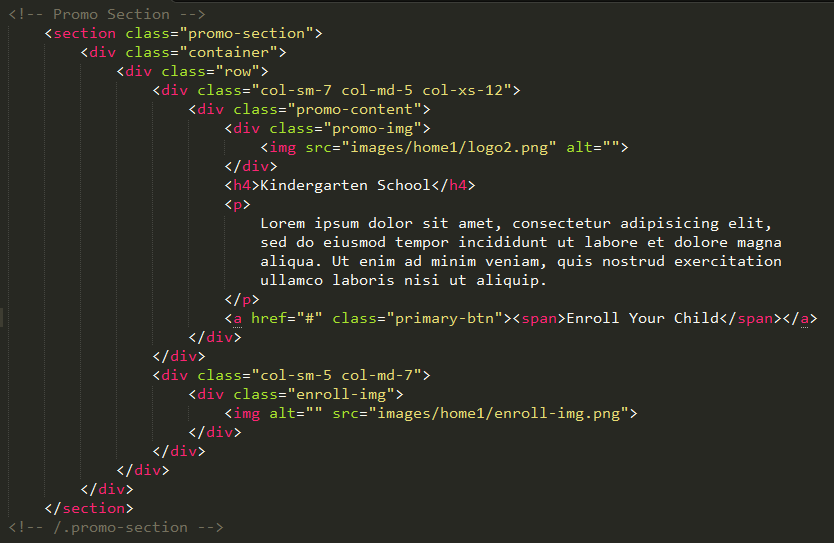 <!-- Promo Section -->
<section class="promo-section">
<div class="container">
<div class="row">
<div class="col-sm-7 col-md-5 col-xs-12">
<div class="promo-content">
<div class="promo-img">
<img src="images/home1/logo2.png" alt="">
</div>
<h4>Kindergarten School</h4>
<p>
Lorem ipsum dolor sit amet, consectetur adipisicing elit,
sed do eiusmod tempor incididunt ut labore et dolore magna
aliqua. Ut enim ad minim veniam, quis nostrud exercitation
ullamco laboris nisi ut aliquip.
</p>
<a href="#" class="primary-btn"><span>Enroll Your Child</span></a>
</div>
</div>
<div class="col-sm-5 col-md-7">
<div class="enroll-img">
<img alt="" src="images/home1/enroll-img.png">
</div>
</div>
</div>
</div>
</section>
<!-- /.promo-section -->